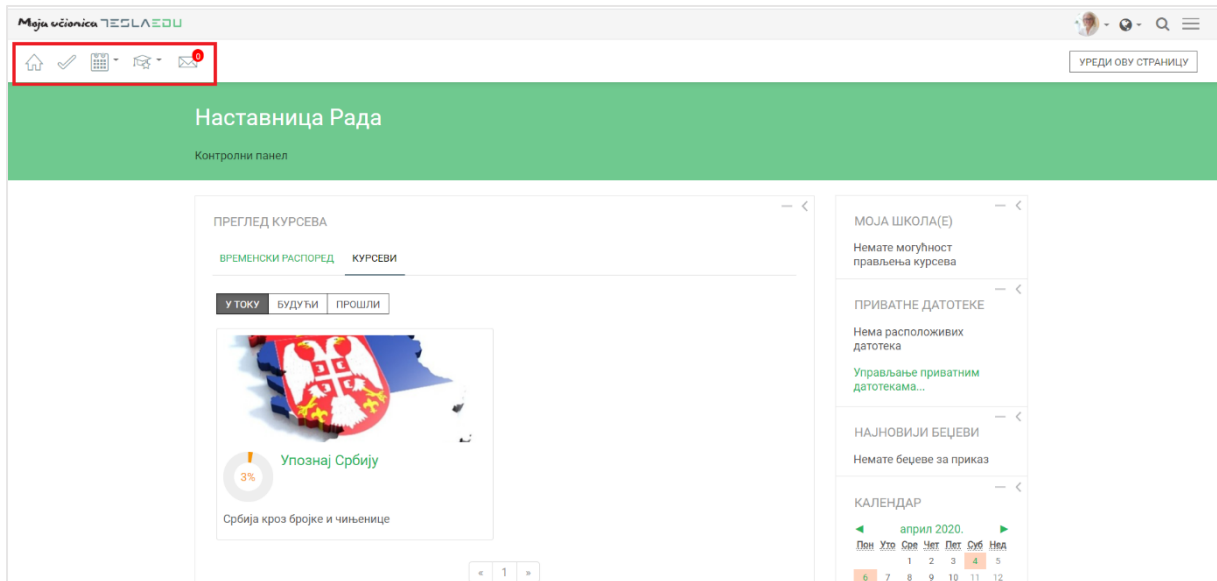 Moja učionica TESLAEDU
0
УРЕДИ ОВУ СТРАНИЦУ
Наставница Рада
Контролни панел
ПРЕГЛЕД КУРСЕВА
ВРЕМЕНСКИ РАСПОРЕД КУРСЕВИ
У ТОКУ БУДУЋИ ПРОШЛИ
3%
Упознај Србију
Србија кроз бројке и чињенице
« 1 »
МОЈА ШКОЛА(Е)
Немате могућност
прављења курсева
ПРИВАТНЕ ДАТОТЕКЕ
Нема расположивих
датотека
Управљање приватним
датотекама...
НАЈНОВИЈИ БЕЏЕВИ
Немате беџеве за приказ
КАЛЕНДАР
◄ април 2020. ►
Пон Уто Сре Чет Пет Суб Нед
1 2 3 4 5
6 7 8 9 10 11 12